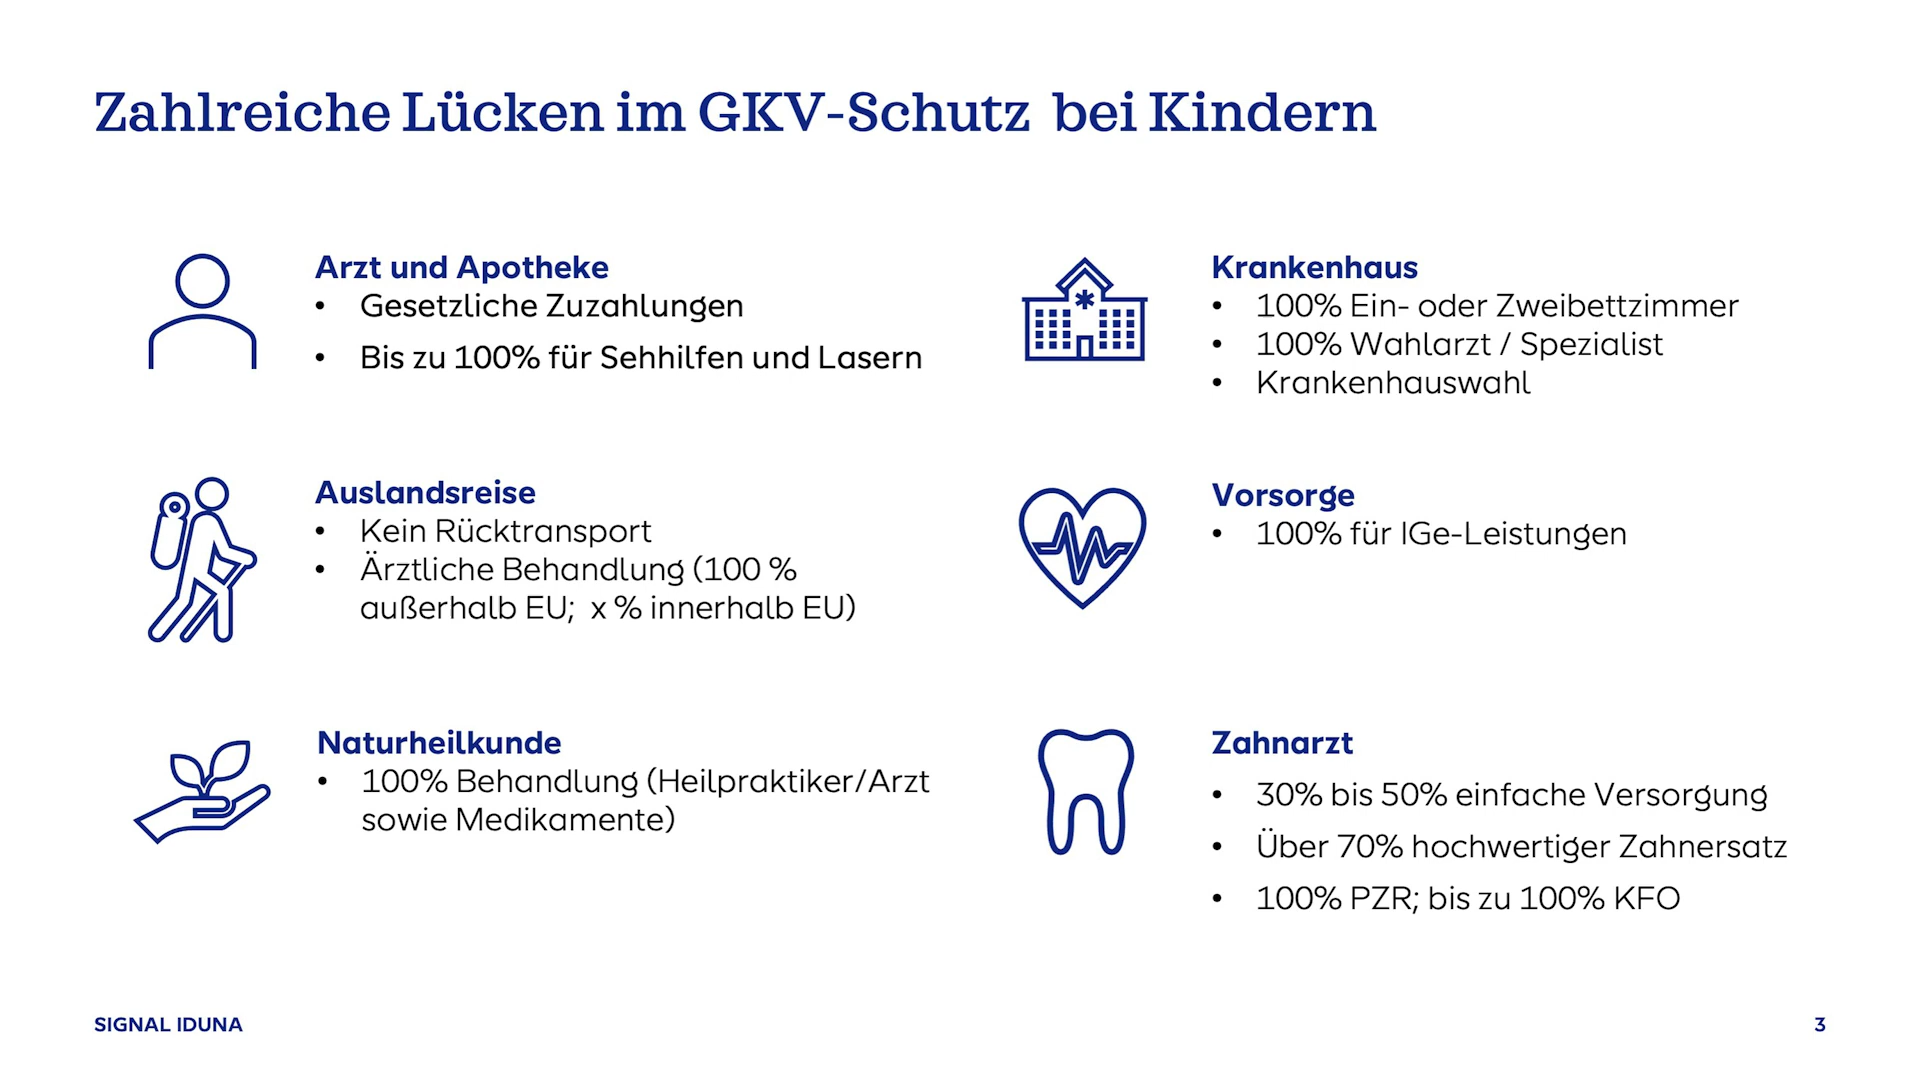 Zahlreiche Lücken im GKV-Schutz bei Kindern
Arzt und Apotheke
• Gesetzliche Zuzahlungen
• Bis zu 100% für Sehhilfen und Lasern
Krankenhaus
• 100% Ein- oder Zweibettzimmer
• 100% Wahlarzt / Spezialist
• Krankenhauswahl
Auslandsreise
• Kein Rücktransport
• Ärztliche Behandlung (100 %
außerhalb EU; x % innerhalb EU)
Vorsorge
• 100% für IGe-Leistungen
Naturheilkunde
• 100% Behandlung (Heilpraktiker/Arzt
sowie Medikamente)
Zahnarzt
• 30% bis 50% einfache Versorgung
• Über 70% hochwertiger Zahnersatz
• 100% PZR; bis zu 100% KFO
SIGNAL IDUNA
3